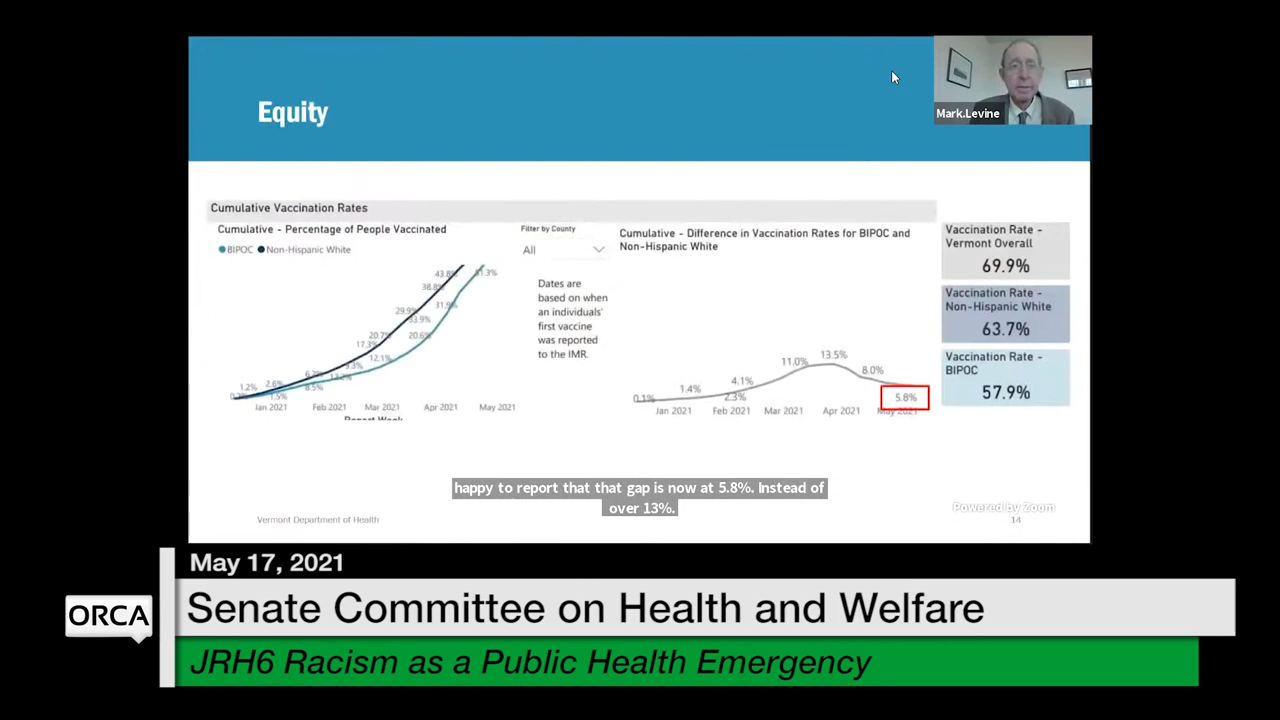 Equity
Mark.Levine
Cumulative Vaccination Rates
Cumulative - Percentage of People Vaccinated
BIPOC Non-Hispanic White
43.8%
51.3%
38.8%
31.9%
29.9%
33.9%
20.7%
20.6%
17.3%
12.1%
9.3%
8.5%
1.2%
2.6%
1.5%
Jan 2021 Feb 2021 Mar 2021 Apr 2021 May 2021
Filter by County
All
Dates are
based on when
an individuals'
first vaccine
was reported
to the IMR.
Cumulative - Difference in Vaccination Rates for BIPOC and
Non-Hispanic White
0.1%
1.4%
4.1%
2.3%
11.0%
13.5%
8.0%
5.8%
Jan 2021 Feb 2021 Mar 2021 Apr 2021 May 2021
Vaccination Rate -
Vermont Overall
69.9%
Vaccination Rate -
Non-Hispanic White
63.7%
Vaccination Rate -
BIPOC
57.9%
happy to report that that gap is now at 5.8%. Instead of
over 13%.
Vermont Department of Health
Powered by Zoom
14
May 17, 2021
ORCA
Senate Committee on Health and Welfare
JRH6 Racism as a Public Health Emergency